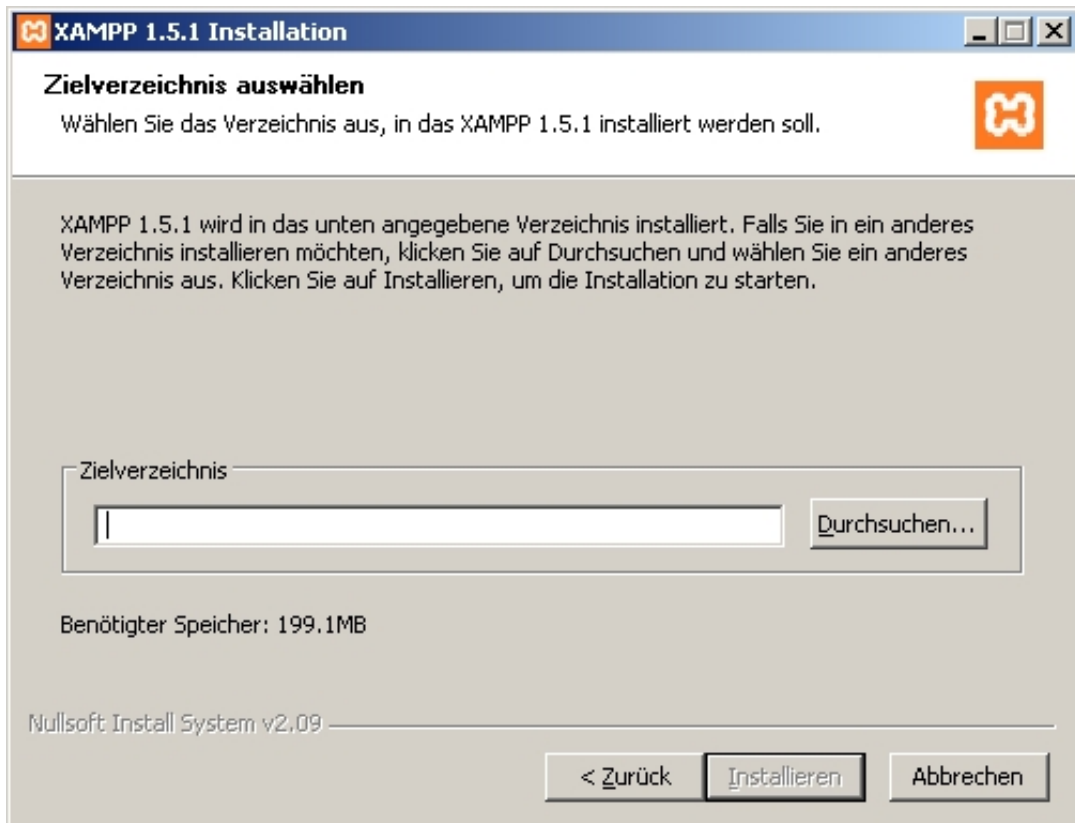 XAMPP 1.5.1 Installation
Zielverzeichnis auswählen
Wählen Sie das Verzeichnis aus, in das XAMPP 1.5.1 installiert werden soll.
XAMPP 1.5.1 wird in das unten angegebene Verzeichnis installiert. Falls Sie in ein anderes
Verzeichnis installieren möchten, klicken Sie auf Durchsuchen und wählen Sie ein anderes
Verzeichnis aus. Klicken Sie auf Installieren, um die Installation zu starten.
Zielverzeichnis
Durchsuchen...
Benötigter Speicher: 199.1MB
Nullsoft Install System v2.09
< Zurück
Installieren
Abbrechen